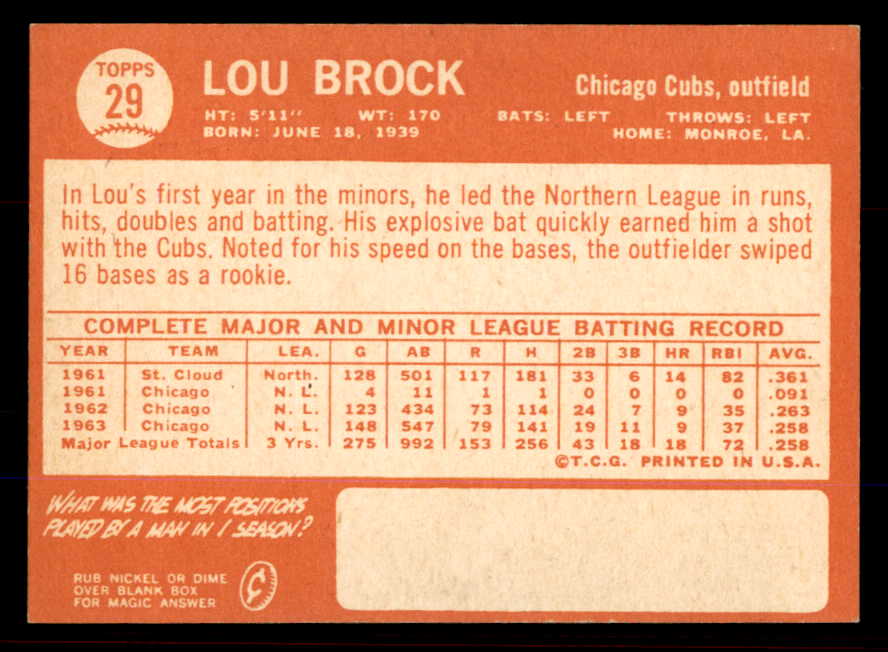 TOPPS
29
LOU BROCK
Chicago Cubs, outfield
HT: 5'11" WT: 170 BATS: LEFT THROWS: LEFT
BORN: JUNE 18, 1939 HOME: MONROE, LA.
In Lou's first year in the minors, he led the Northern League in runs,
hits, doubles and batting. His explosive bat quickly earned him a shot
with the Cubs. Noted for his speed on the bases, the outfielder swiped
16 bases as a rookie.
COMPLETE MAJOR AND MINOR LEAGUE BATTING RECORD
YEAR TEAM LEA. G AB R H 2B 3B HR RBI AVG.
1961 St. Cloud North. 128 501 117 181 33 6 14 82 .361
1961 Chicago N. L. 4 11 1 1 0 0 0 0 .091
1962 Chicago N. L. 123 434 73 114 24 7 9 35 .263
1963 Chicago N. L. 148 547 79 141 19 11 9 37 .258
Major League Totals 3 Yrs. 275 992 153 256 43 18 18 72 .258
©T.C.G. PRINTED IN U.S.A.
WHAT WAS THE MOST POSITIONS
PLAYED BY A MAN IN 1 SEASON?
RUB NICKEL OR DIME
OVER BLANK BOX
FOR MAGIC ANSWER